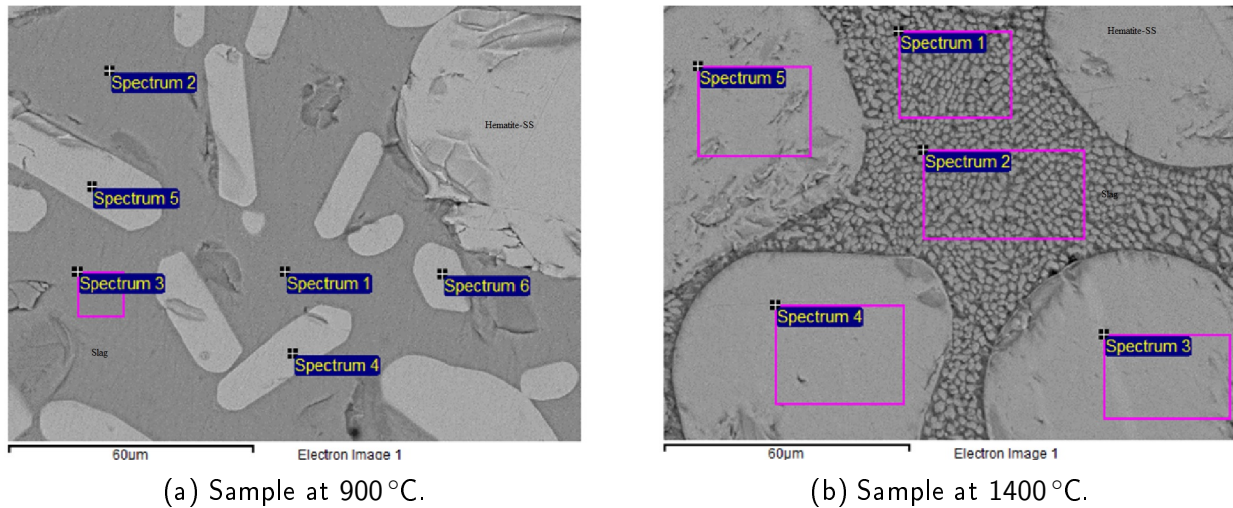 Spectrum 2
Hematite-SS
Spectrum 5
Spectrum 3
Spectrum 1
Spectrum 6
Slag
Spectrum 4
60µm
Electron Image 1
(a) Sample at 900 °C.
Hematite-SS
Spectrum 1
Spectrum 5
Spectrum 2
Slag
Spectrum 4
Spectrum 3
60µm
Electron Image 1
(b) Sample at 1400 °C.